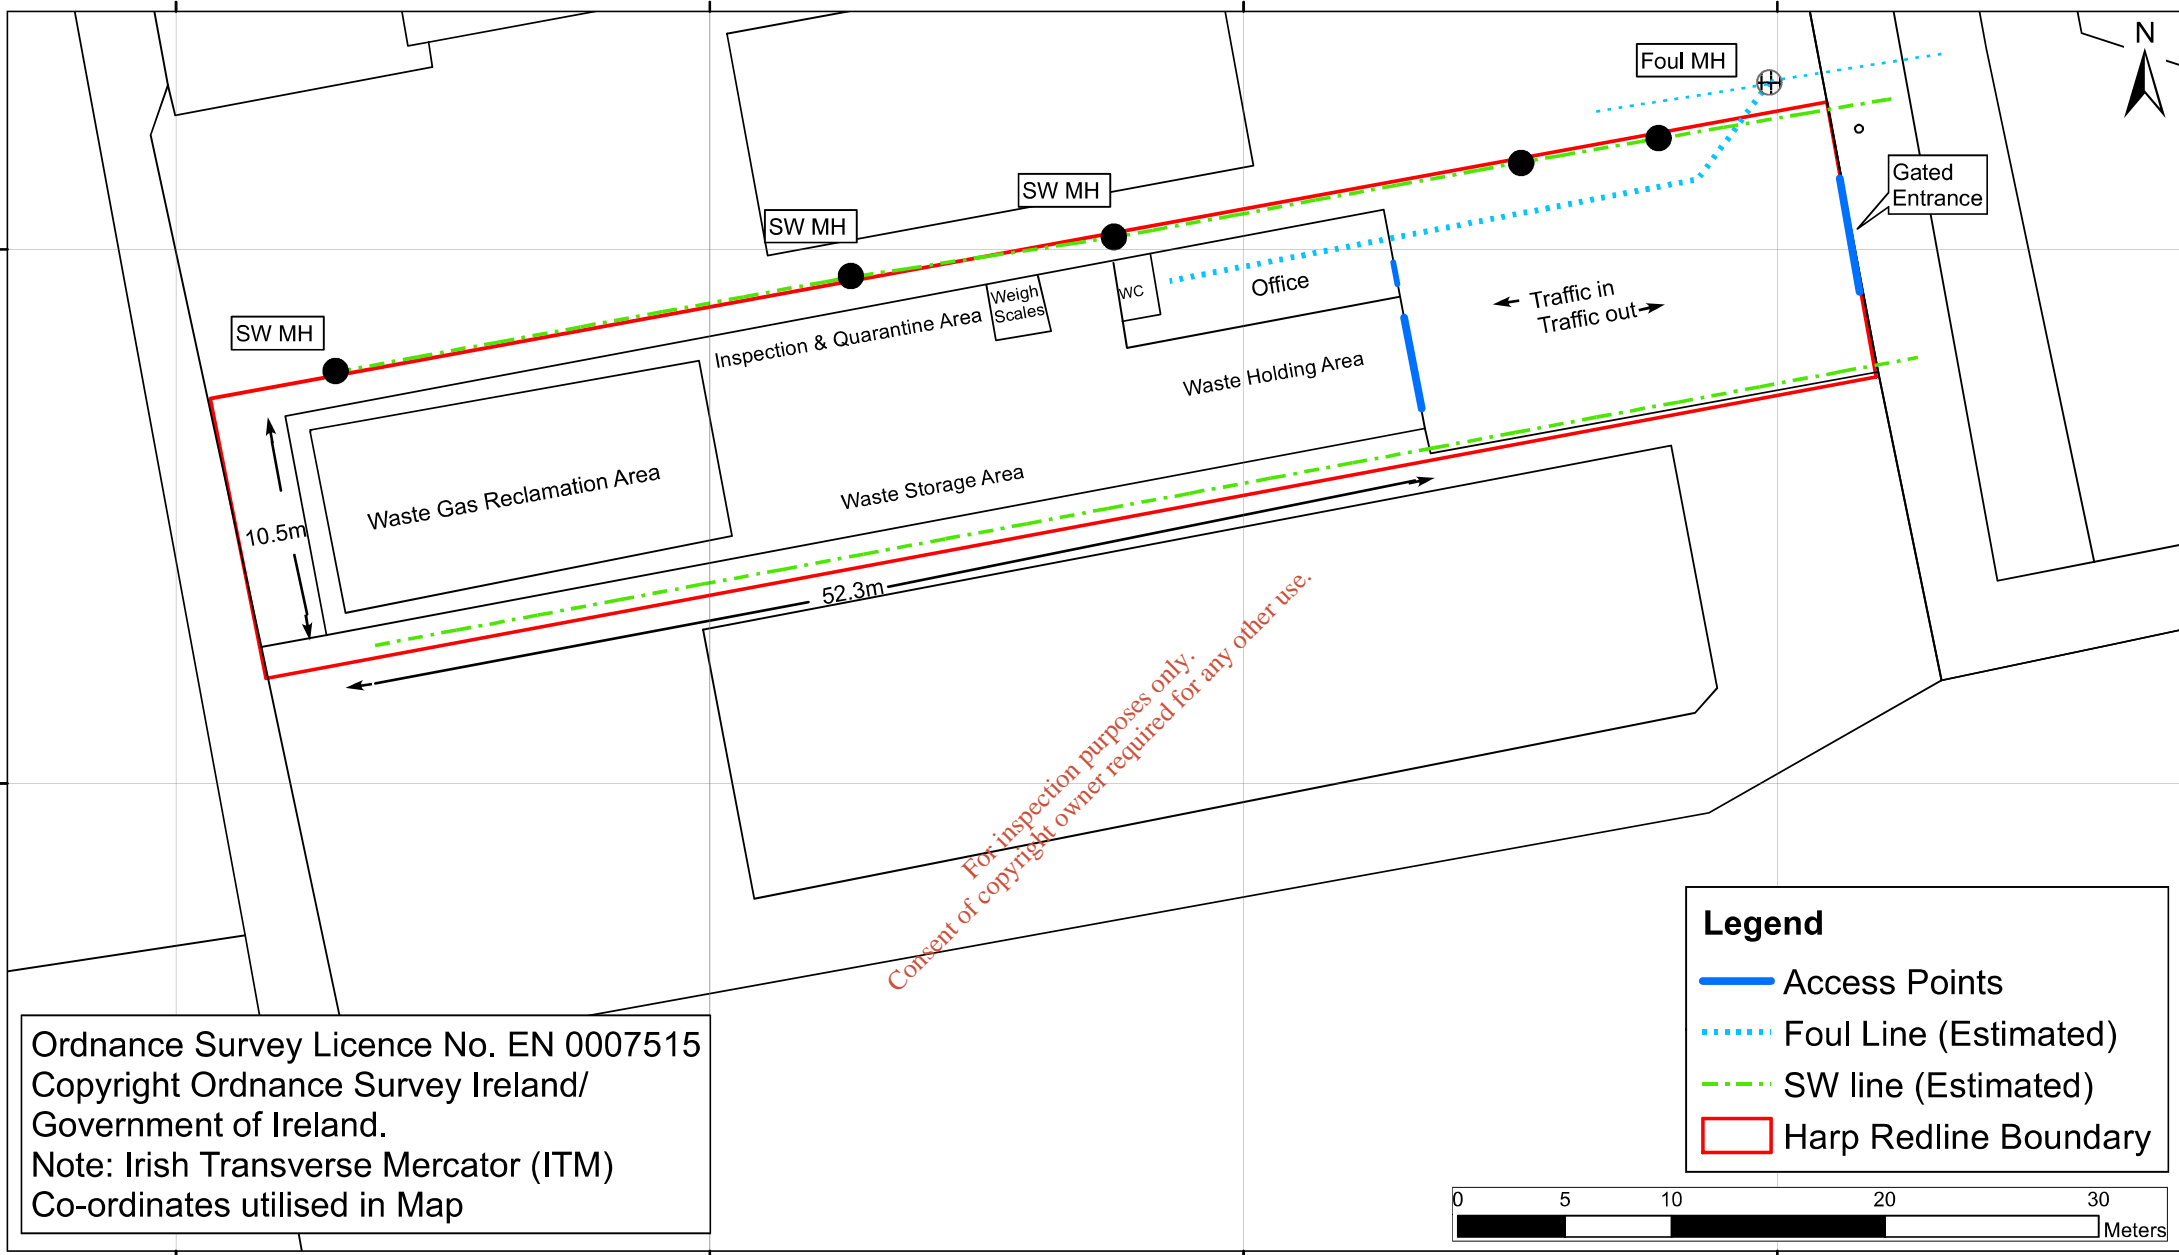 N
Foul MH
Gated
Entrance
SW MH
SW MH
SW MH
Weigh
Scales
WC
Office
Traffic in
Traffic out
Inspection & Quarantine Area
Waste Holding Area
Waste Gas Reclamation Area
Waste Storage Area
10.5m
52.3m
For inspection purposes only.
Consent of copyright owner required for any other use.
Legend
Access Points
Foul Line (Estimated)
SW line (Estimated)
Harp Redline Boundary
Ordnance Survey Licence No. EN 0007515
Copyright Ordnance Survey Ireland/
Government of Ireland.
Note: Irish Transverse Mercator (ITM)
Co-ordinates utilised in Map
0 5 10 20 30
Meters